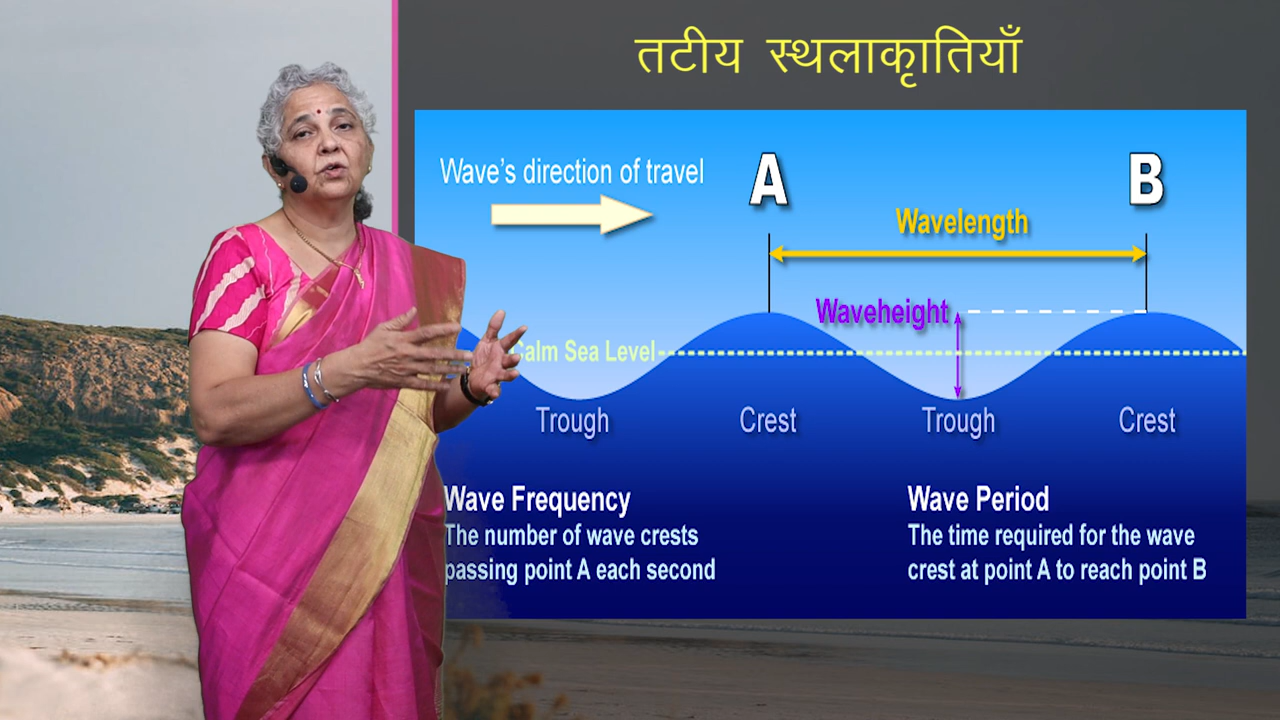 तटीय स्थलाकृातियाँ
Wave's direction of travel
A
B
Wavelength
Waveheight
Calm Sea Level
Trough
Crest
Trough
Crest
Wave Frequency
The number of wave crests
passing point A each second
Wave Period
The time required for the wave
crest at point A to reach point B